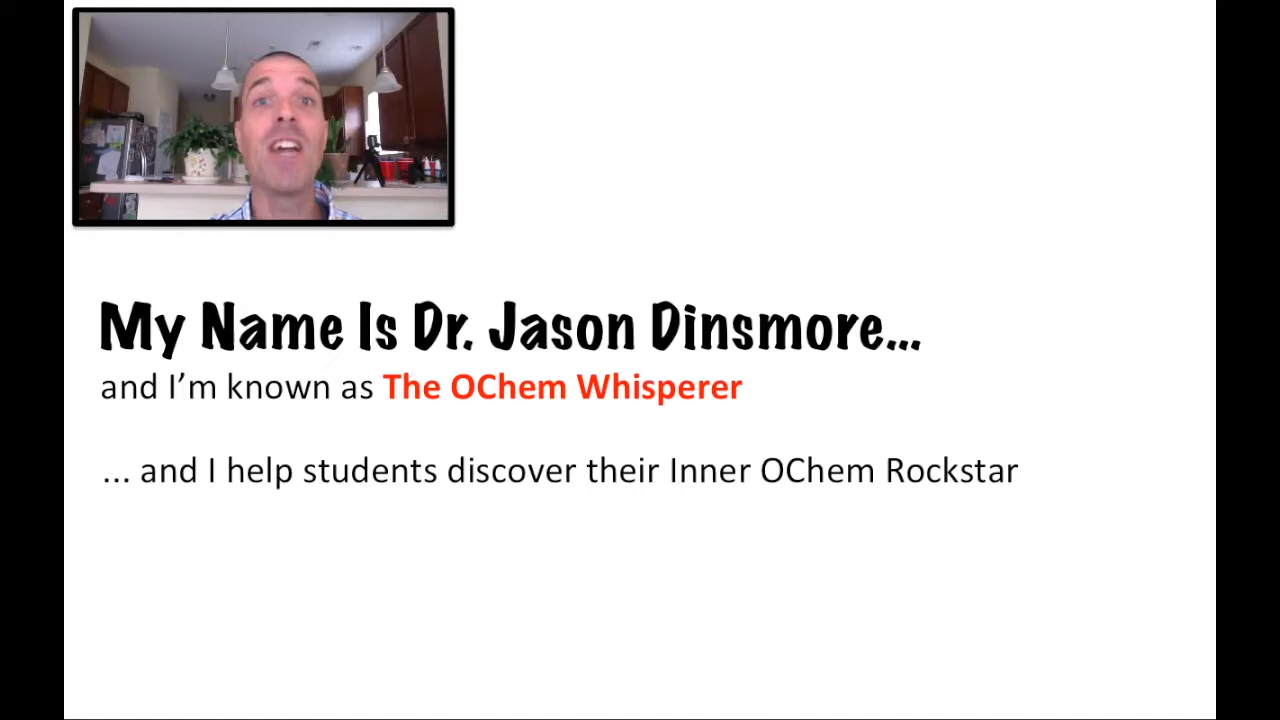 My Name Is Dr. Jason Dinsmore...
and I'm known as The OChem Whisperer
... and I help students discover their Inner OChem Rockstar